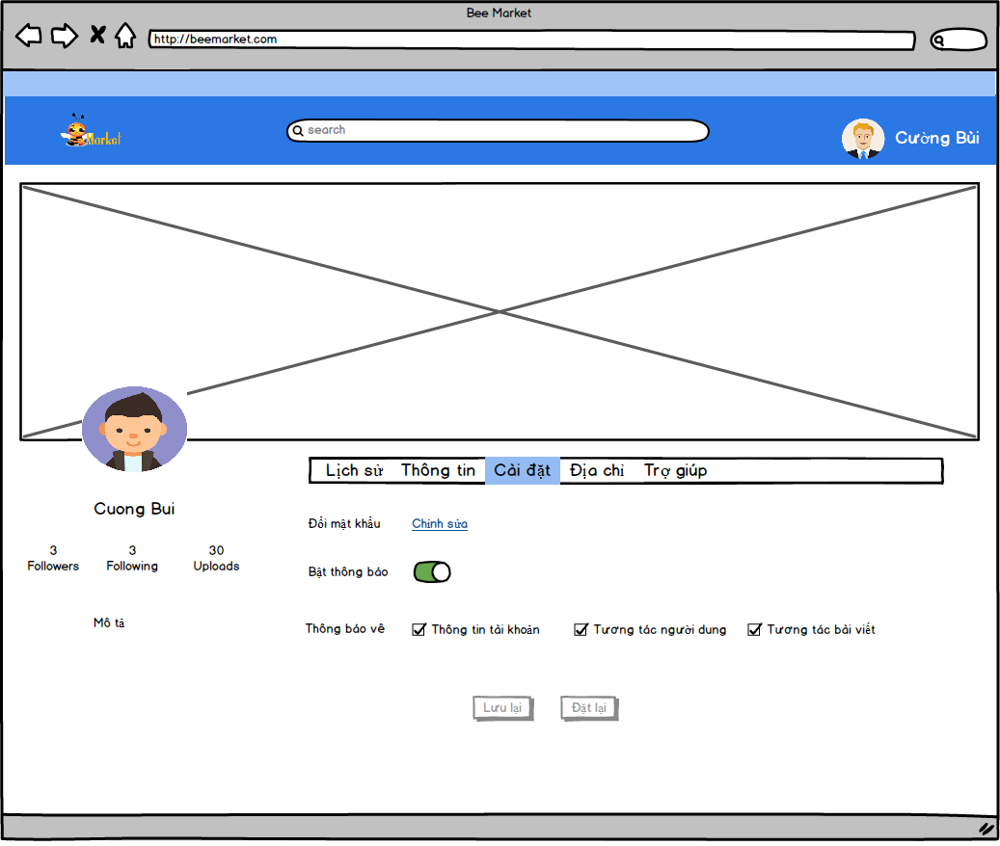 Bee Market
http://beemarket.com
Market
search
Cường Bùi
Lịch sử Thông tin Cài đặt Địa chỉ Trợ giúp
Cuong Bui
Đổi mật khẩu Chỉnh sửa
3 3 30
Followers Following Uploads
Bật thông báo
Mô tả
Thông báo về Thông tin tài khoản Tương tác người dung Tương tác bài viết
Lưu lại Đặt lại